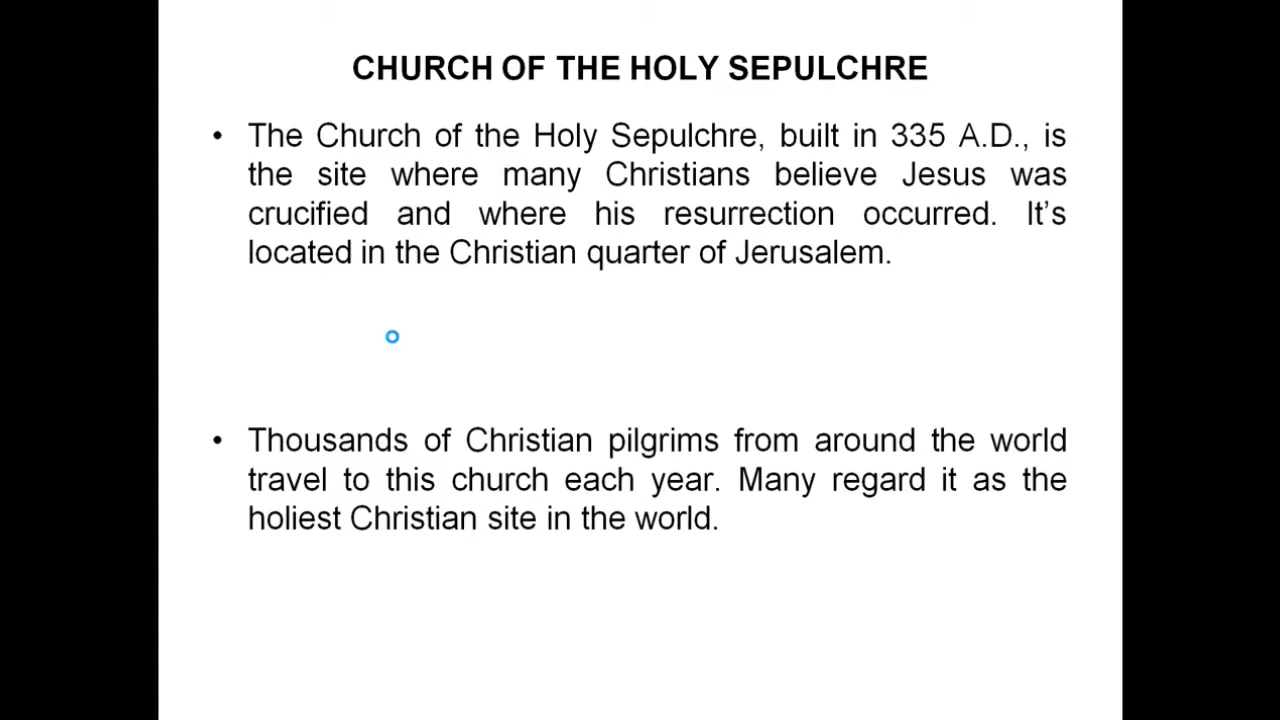 CHURCH OF THE HOLY SEPULCHRE
• The Church of the Holy Sepulchre, built in 335 A.D., is
the site where many Christians believe Jesus was
crucified and where his resurrection occurred. It’s
located in the Christian quarter of Jerusalem.
• Thousands of Christian pilgrims from around the world
travel to this church each year. Many regard it as the
holiest Christian site in the world.